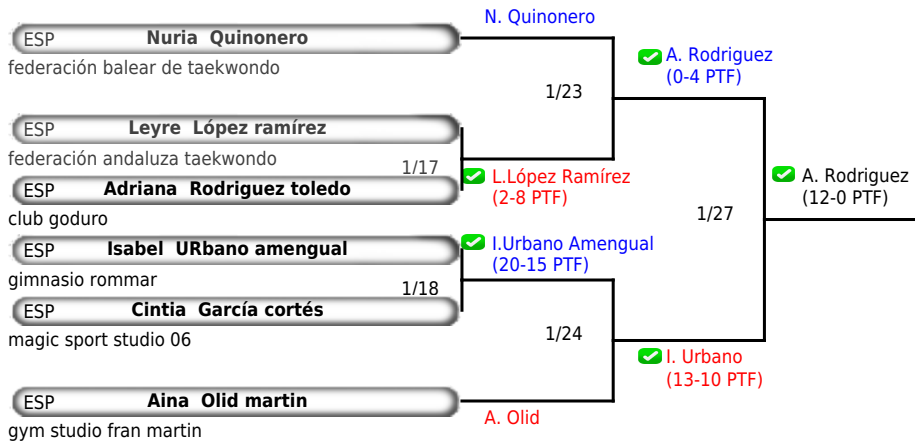 N. Quinonero
ESP Nuria Quinonero
federación balear de taekwondo
A. Rodriguez
(0-4 PTF)
1/23
ESP Leyre López ramírez
federación andaluza taekwondo
1/17
L.López Ramírez
(2-8 PTF)
ESP Adriana Rodriguez toledo
club goduro
A. Rodriguez
(12-0 PTF)
1/27
ESP Isabel URbano amengual
gimnasio rommar
I.Urbano Amengual
(20-15 PTF)
1/18
ESP Cintia García cortés
magic sport studio 06
1/24
I. Urbano
(13-10 PTF)
ESP Aina Olid martin
gym studio fran martin
A. Olid